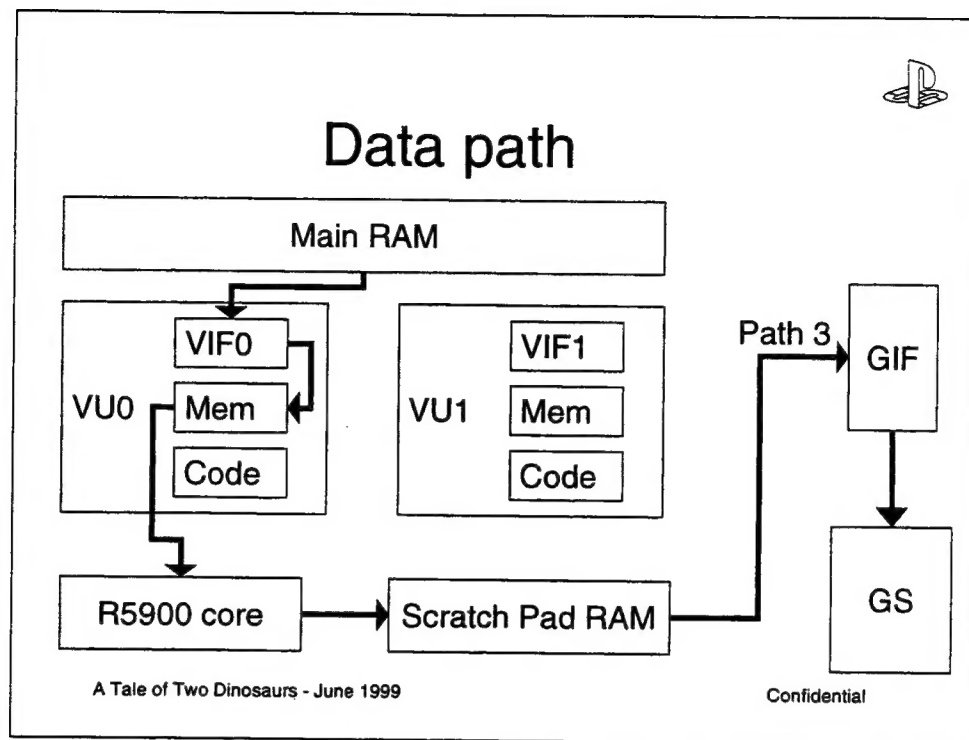 Data path
Main RAM
VIF0
VU0
Mem
Code
VIF1
VU1
Mem
Code
Path 3
GIF
GS
R5900 core
Scratch Pad RAM
A Tale of Two Dinosaurs - June 1999
Confidential